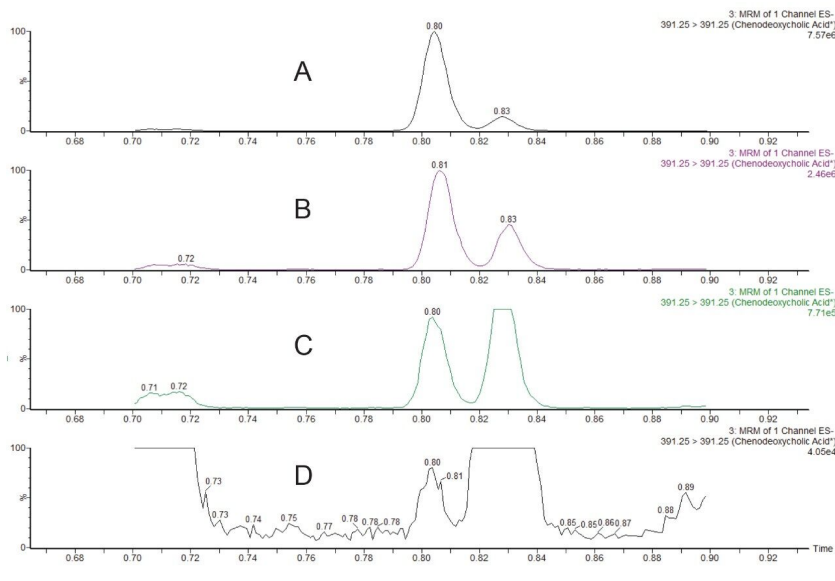 3: MRM of 1 Channel ES-
391.25 > 391.25 (Chenodeoxycholic Acid*)
7.57e6
100
%
0
A
0.80
0.83
0.68 0.70 0.72 0.74 0.76 0.78 0.80 0.82 0.84 0.86 0.88 0.90 0.92
3: MRM of 1 Channel ES-
391.25 > 391.25 (Chenodeoxycholic Acid*)
2.46e6
100
%
0
B
0.72
0.81
0.83
0.68 0.70 0.72 0.74 0.76 0.78 0.80 0.82 0.84 0.86 0.88 0.90 0.92
3: MRM of 1 Channel ES-
391.25 > 391.25 (Chenodeoxycholic Acid*)
7.71e5
100
%
0
C
0.71
0.72
0.80
0.68 0.70 0.72 0.74 0.76 0.78 0.80 0.82 0.84 0.86 0.88 0.90 0.92
3: MRM of 1 Channel ES-
391.25 > 391.25 (Chenodeoxycholic Acid*)
4.05e4
100
%
0
D
0.73
0.73
0.74
0.75
0.77
0.78
0.78
0.78
0.80
0.81
0.85
0.85
0.86
0.87
0.88
0.89
Time
0.68 0.70 0.72 0.74 0.76 0.78 0.80 0.82 0.84 0.86 0.88 0.90 0.92